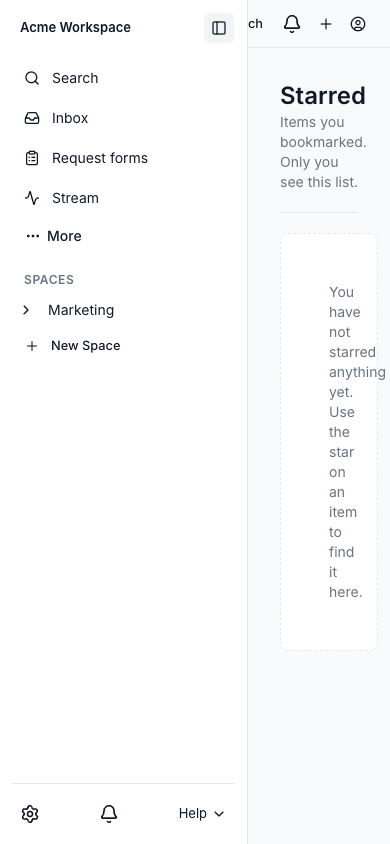 Acme Workspace
Search
Inbox
Request forms
Stream
More
SPACES
Marketing
New Space
Help
ch
Starred
Items you
bookmarked.
Only you
see this list.
You
have
not
starred
anything
yet.
Use
the
star
on
an
item
to
find
it
here.